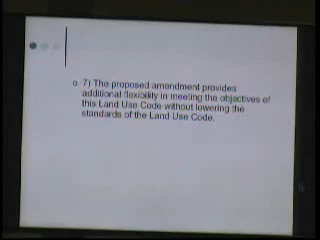 o 7) The proposed amendment provides
additional flexibility in meeting the objectives of
this Land Use Code without lowering the
standards of the Land Use Code.